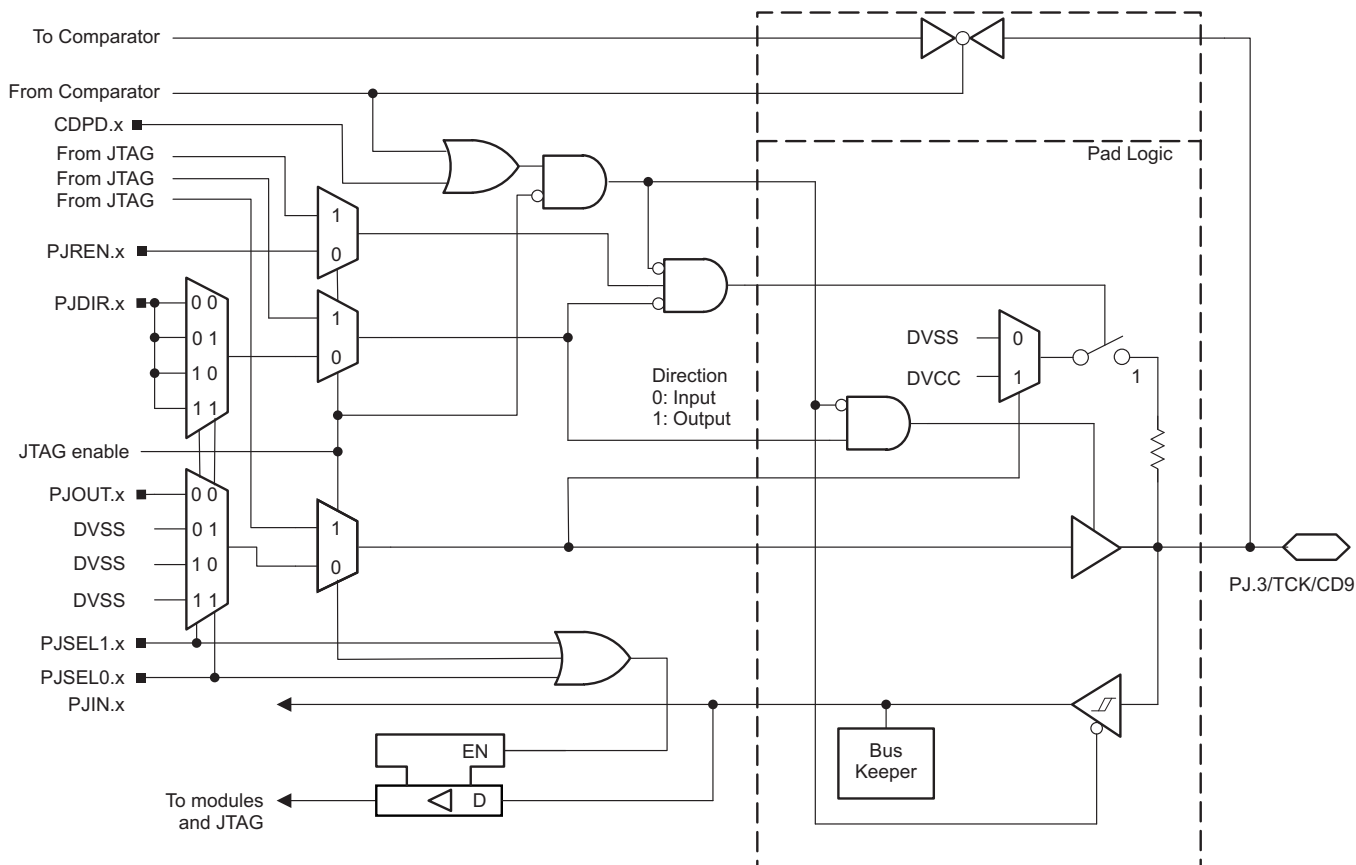 To Comparator
From Comparator
CDPD.x
From JTAG
From JTAG
From JTAG
Pad Logic
1
0
PJREN.x
PJDIR.x
0 0
0 1
1 0
1 1
1
0
DVSS
DVCC
0
1
1
Direction
0: Input
1: Output
JTAG enable
PJOUT.x
DVSS
DVSS
DVSS
0 0
0 1
1 0
1 1
1
0
PJ.3/TCK/CD9
PJSEL1.x
PJSEL0.x
PJIN.x
EN
D
Bus
Keeper
To modules
and JTAG